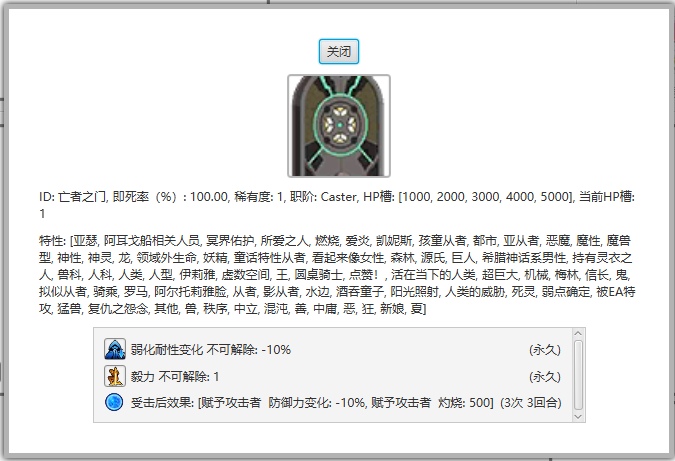 关闭
ID: 亡者之门, 即死率（%）: 100.00, 稀有度: 1, 职阶: Caster, HP槽: [1000, 2000, 3000, 4000, 5000], 当前HP槽:
1
特性: [亚瑟, 阿耳戈船相关人员, 冥界佑护, 所爱之人, 燃烧, 爱炎, 凯妮斯, 孩童从者, 都市, 亚从者, 恶魔, 魔性, 魔兽
型, 神性, 神灵, 龙, 领域外生命, 妖精, 童话特性从者, 看起来像女性, 森林, 源氏, 巨人, 希腊神话系男性, 持有灵衣之
人, 兽科, 人科, 人类, 人型, 伊莉雅, 虚数空间, 王, 圆桌骑士, 点赞！, 活在当下的人类, 超巨大, 机械, 梅林, 信长, 鬼,
拟似从者, 骑乘, 罗马, 阿尔托莉雅脸, 从者, 影从者, 水边, 酒吞童子, 阳光照射, 人类的威胁, 死灵, 弱点确定, 被EA特
攻, 猛兽, 复仇之怨念, 其他, 兽, 秩序, 中立, 混沌, 善, 中庸, 恶, 狂, 新娘, 夏]
弱化耐性变化 不可解除: -10% (永久)
毅力 不可解除: 1 (永久)
受击后效果: [赋予攻击者 防御力变化: -10%, 赋予攻击者 灼烧: 500] (3次 3回合)